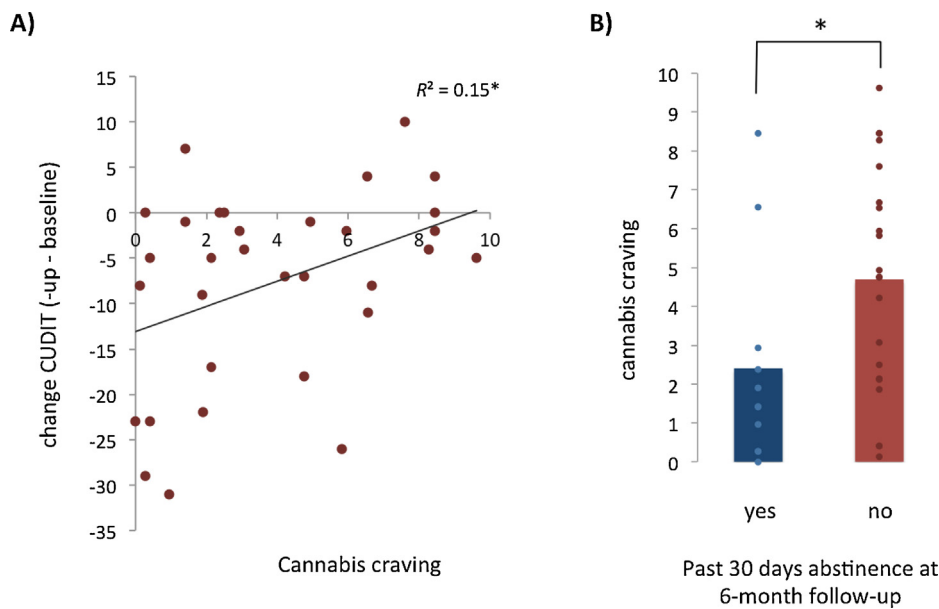 A)
change CUDIT (-up - baseline)
15
10
5
0
-5
-10
-15
-20
-25
-30
-35
0
2
4
6
8
10
R² = 0.15*
Cannabis craving
B)
*
cannabis craving
10
9
8
7
6
5
4
3
2
1
0
yes
no
Past 30 days abstinence at
6-month follow-up